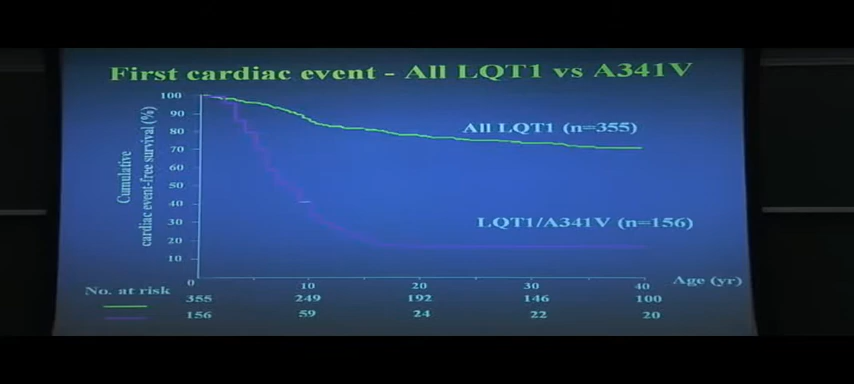 First cardiac event - All LQT1 vs A341V
Cumulative
cardiac event-free survival (%)
100
90
80
70
60
50
40
30
20
10
0
All LQT1 (n=355)
LQT1/A341V (n=156)
10 20 30 40 Age (yr)
No. at risk
355 249 192 146 100
156 59 24 22 20